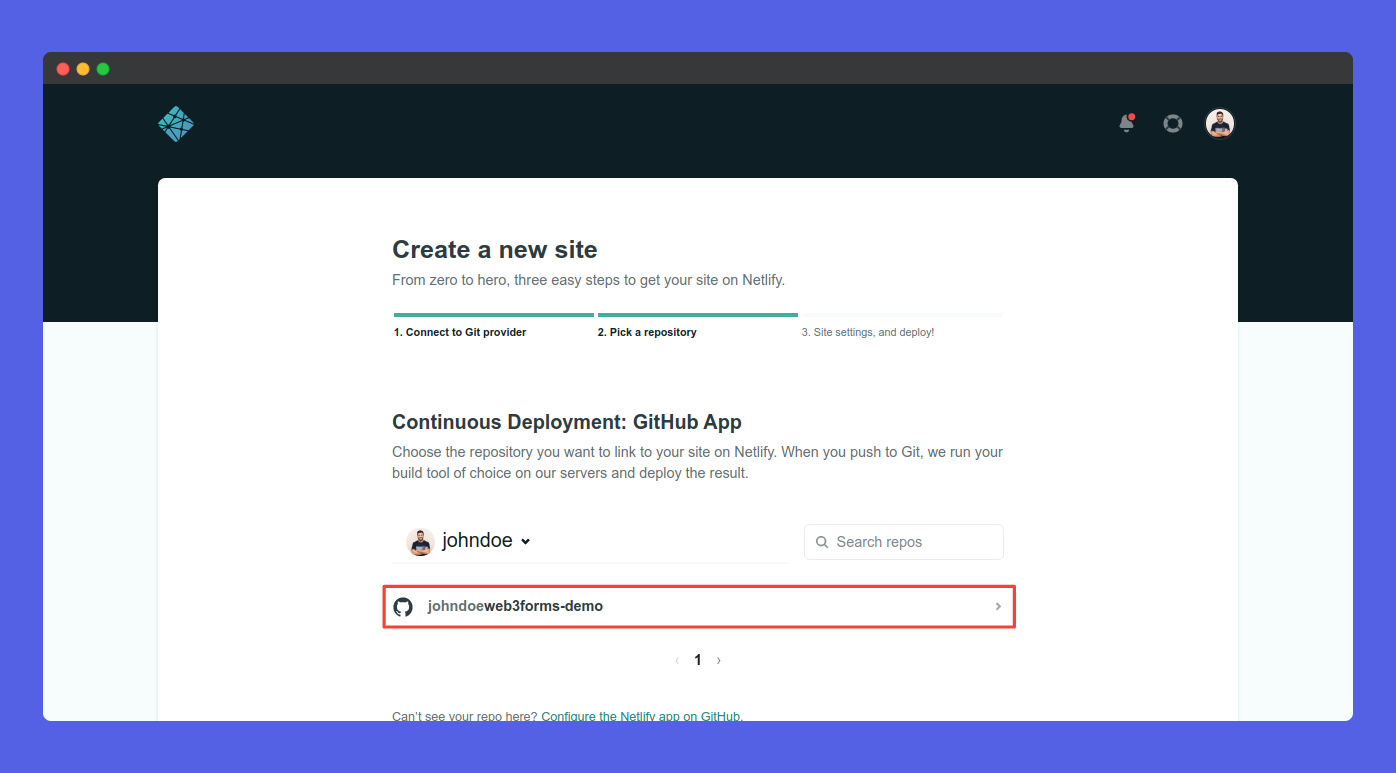 Create a new site
From zero to hero, three easy steps to get your site on Netlify.
1. Connect to Git provider
2. Pick a repository
3. Site settings, and deploy!
Continuous Deployment: GitHub App
Choose the repository you want to link to your site on Netlify. When you push to Git, we run your
build tool of choice on our servers and deploy the result.
johndoe
Search repos
johndoeweb3forms-demo
‹ 1 ›
Can't see your repo here? Configure the Netlify app on GitHub.